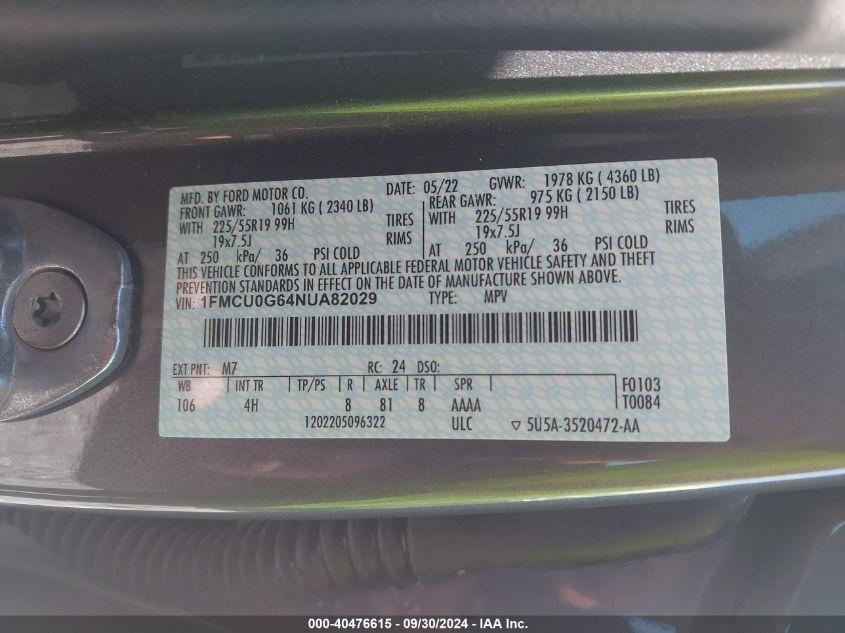 MFD. BY FORD MOTOR CO. DATE: 05/22 GVWR: 1978 KG ( 4360 LB)
FRONT GAWR: 1061 KG ( 2340 LB) REAR GAWR: 975 KG ( 2150 LB)
WITH 225/55R19 99H TIRES WITH 225/55R19 99H TIRES
19x7.5J RIMS 19x7.5J RIMS
AT 250 kPa/ 36 PSI COLD AT 250 kPa/ 36 PSI COLD
THIS VEHICLE CONFORMS TO ALL APPLICABLE FEDERAL MOTOR VEHICLE SAFETY AND THEFT
PREVENTION STANDARDS IN EFFECT ON THE DATE OF MANUFACTURE SHOWN ABOVE.
VIN: 1FMCU0G64NUA82029 TYPE: MPV
EXT PNT: M7 RC: 24 DSO:
WB INT TR TP/PS R AXLE TR SPR F0103
106 4H 8 81 8 AAAA T0084
1202205096322 ULC ▽ 5U5A-3520472-AA
000-40476615 - 09/30/2024 - IAA Inc.